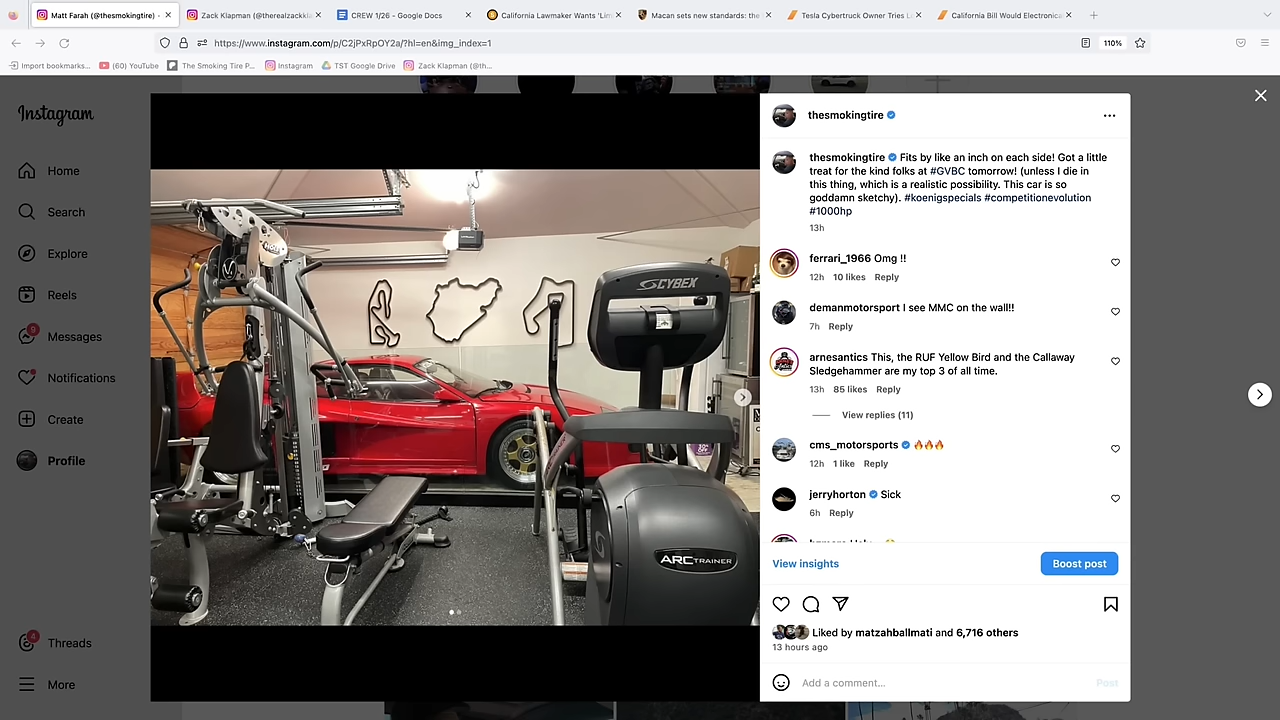 Matt Farah (@thesmokingtire) •
Zack Klapman (@therealzackkl
CREW 1/26 - Google Docs
California Lawmaker Wants 'Lim
Macan sets new standards: the
Tesla Cybertruck Owner Tries L
California Bill Would Electronica
https://www.instagram.com/p/C2jPxRpOY2a/?hl=en&img_index=1
110%
Import bookmarks...
(60) YouTube
The Smoking Tire P...
Instagram
TST Google Drive
Zack Klapman (@th...
Instagram
Home
Search
Explore
Reels
9
Messages
Notifications
Create
Profile
4
Threads
More
CYBEX
ARCTRAINER
thesmokingtire
thesmokingtire Fits by like an inch on each side! Got a little
treat for the kind folks at #GVBC tomorrow! (unless I die in
this thing, which is a realistic possibility. This car is so
goddamn sketchy). #koenigspecials #competitionevolution
#1000hp
13h
ferrari_1966 Omg !!
12h 10 likes Reply
demanmotorsport I see MMC on the wall!!
7h Reply
arnesantics This, the RUF Yellow Bird and the Callaway
Sledgehammer are my top 3 of all time.
13h 85 likes Reply
View replies (11)
cms_motorsports 🔥🔥🔥
12h 1 like Reply
jerryhorton Sick
6h Reply
View insights
Boost post
Liked by matzahballmati and 6,716 others
13 hours ago
Add a comment...
Post